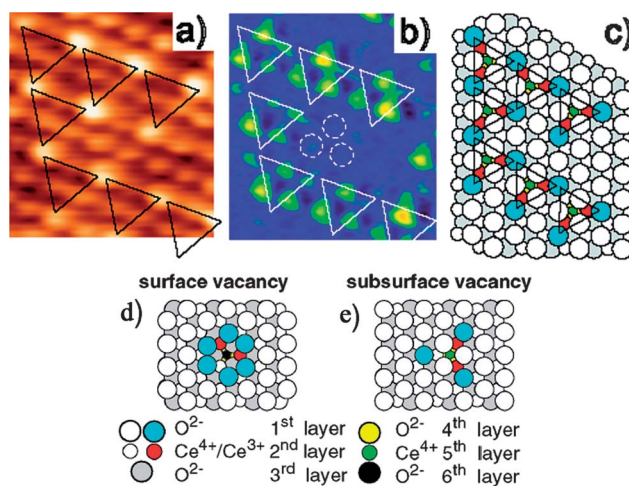 a) b) c)
surface vacancy subsurface vacancy
d) e)
O²⁻ 1st layer O²⁻ 4th
Ce⁴⁺/Ce³⁺ 2nd layer Ce⁴⁺ 5th layer
O²⁻ 3rd layer O²⁻ 6th layer